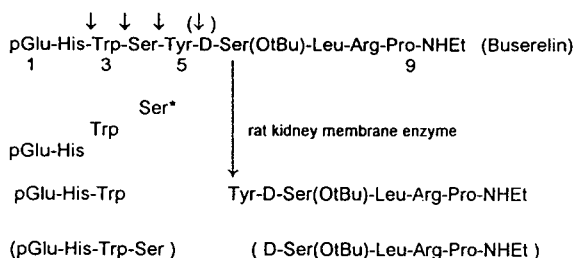 ↓ ↓ ↓ (↓)
pGlu-His-Trp-Ser-Tyr-D-Ser(OtBu)-Leu-Arg-Pro-NHEt (Buserelin)
1 3 5 9
Ser*
Trp
rat kidney membrane enzyme
pGlu-His
pGlu-His-Trp Tyr-D-Ser(OtBu)-Leu-Arg-Pro-NHEt
(pGlu-His-Trp-Ser ) ( D-Ser(OtBu)-Leu-Arg-Pro-NHEt )